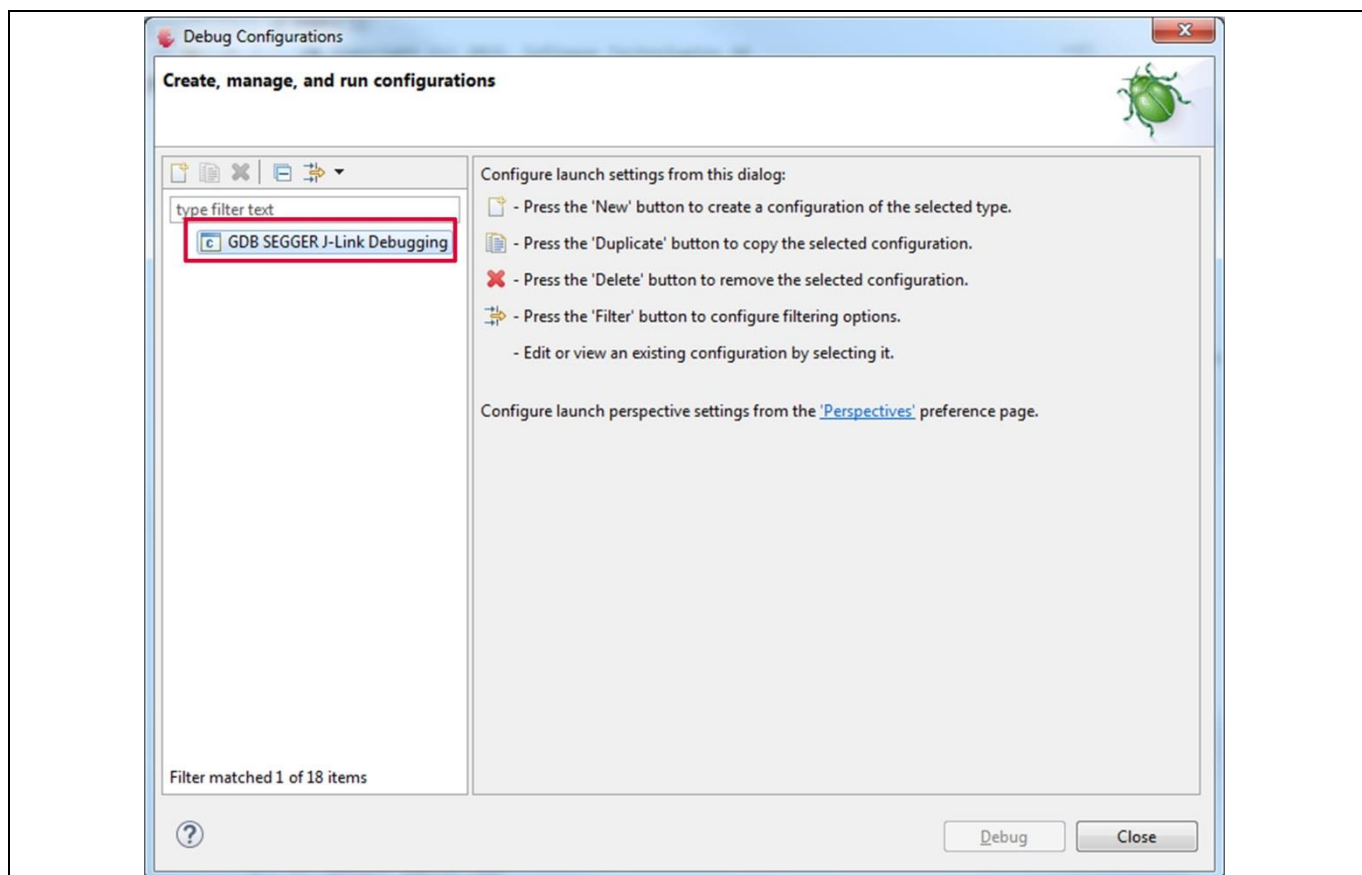 Debug Configurations
Create, manage, and run configurations
type filter text
GDB SEGGER J-Link Debugging
Filter matched 1 of 18 items
Configure launch settings from this dialog:
- Press the 'New' button to create a configuration of the selected type.
- Press the 'Duplicate' button to copy the selected configuration.
- Press the 'Delete' button to remove the selected configuration.
- Press the 'Filter' button to configure filtering options.
- Edit or view an existing configuration by selecting it.
Configure launch perspective settings from the 'Perspectives' preference page.
Debug
Close